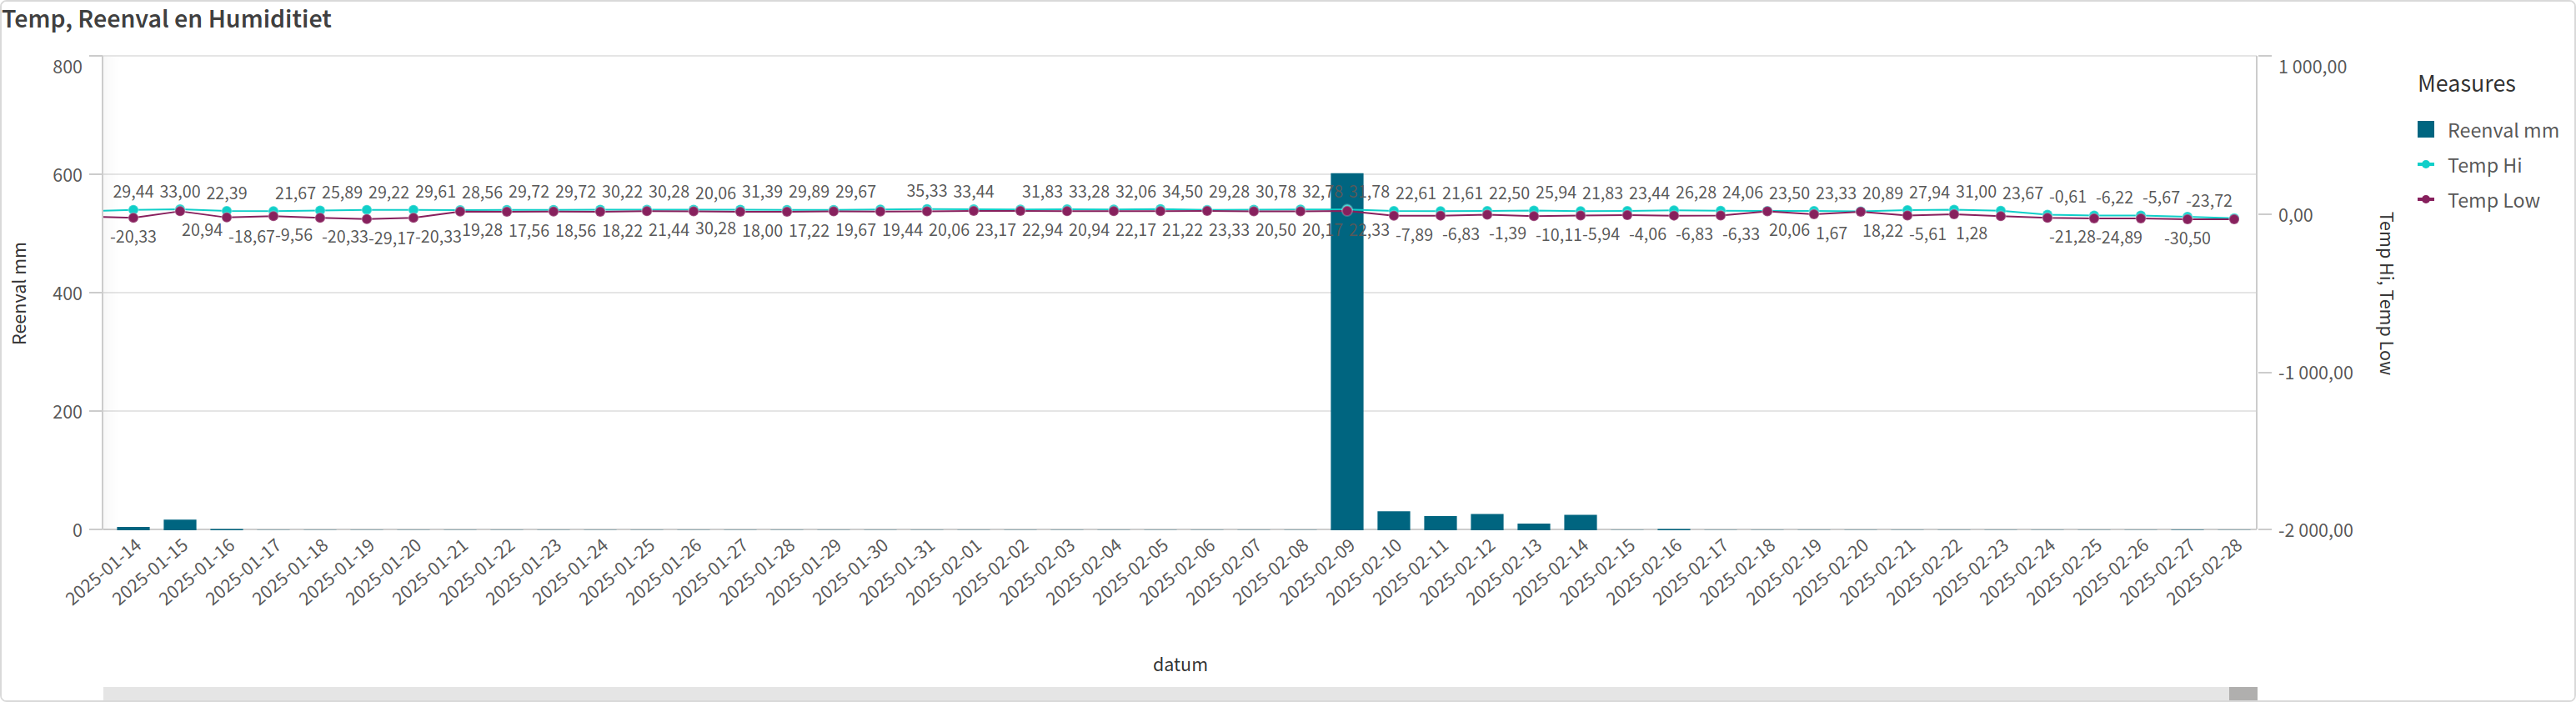 Temp, Reenval en Humiditiet
800
600
400
200
0
Reenval mm
1 000,00
0,00
-1 000,00
-2 000,00
Temp Hi, Temp Low
Measures
Reenval mm
Temp Hi
Temp Low
29,44 33,00 22,39 21,67 25,89 29,22 29,61 28,56 29,72 29,72 30,22 30,28 20,06 31,39 29,89 29,67 35,33 33,44 31,83 33,28 32,06 34,50 29,28 30,78 32,78 31,78 22,61 21,61 22,50 25,94 21,83 23,44 26,28 24,06 23,50 23,33 20,89 27,94 31,00 23,67 -0,61 -6,22 -5,67 -23,72
-20,33 20,94 -18,67 -9,56 -20,33 -29,17 -20,33 19,28 17,56 18,56 18,22 21,44 30,28 18,00 17,22 19,67 19,44 20,06 23,17 22,94 20,94 22,17 21,22 23,33 20,50 20,17 22,33 -7,89 -6,83 -1,39 -10,11 -5,94 -4,06 -6,83 -6,33 20,06 1,67 18,22 -5,61 1,28 -21,28 -24,89 -30,50
2025-01-14 2025-01-15 2025-01-16 2025-01-17 2025-01-18 2025-01-19 2025-01-20 2025-01-21 2025-01-22 2025-01-23 2025-01-24 2025-01-25 2025-01-26 2025-01-27 2025-01-28 2025-01-29 2025-01-30 2025-01-31 2025-02-01 2025-02-02 2025-02-03 2025-02-04 2025-02-05 2025-02-06 2025-02-07 2025-02-08 2025-02-09 2025-02-10 2025-02-11 2025-02-12 2025-02-13 2025-02-14 2025-02-15 2025-02-16 2025-02-17 2025-02-18 2025-02-19 2025-02-20 2025-02-21 2025-02-22 2025-02-23 2025-02-24 2025-02-25 2025-02-26 2025-02-27 2025-02-28
datum